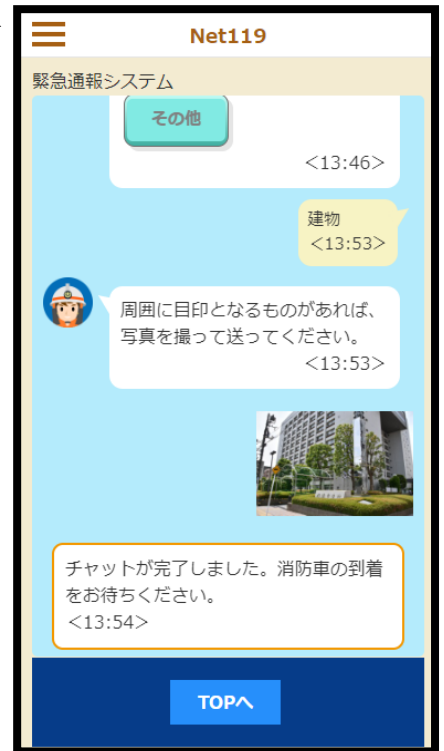 Net119
緊急通報システム
その他
<13:46>
建物
<13:53>
周囲に目印となるものがあれば、
写真を撮って送ってください。
<13:53>
チャットが完了しました。消防車の到着
をお待ちください。
<13:54>
TOPへ